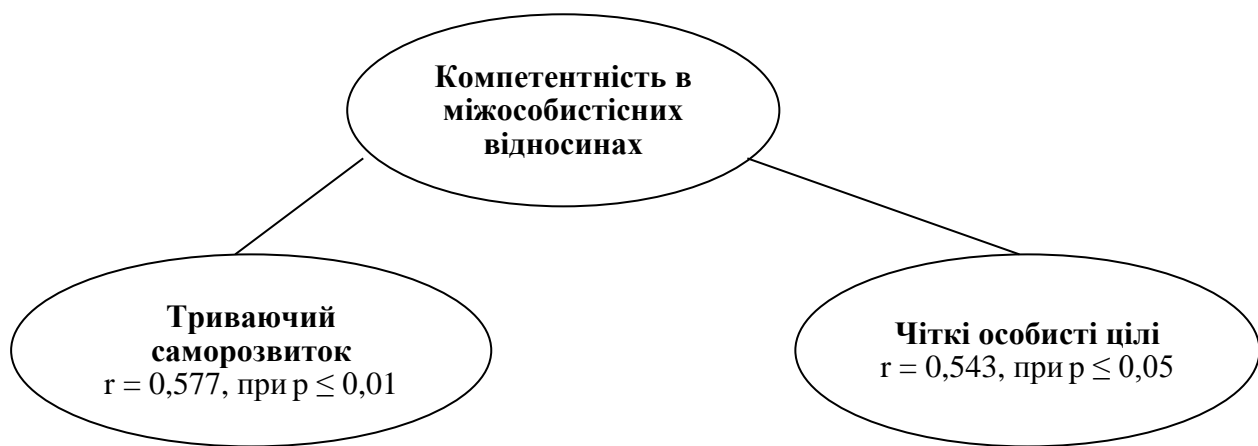 Компетентність в
міжособистісних
відносинах
Триваючий
саморозвиток
r = 0,577, при p ≤ 0,01
Чіткі особисті цілі
r = 0,543, при p ≤ 0,05